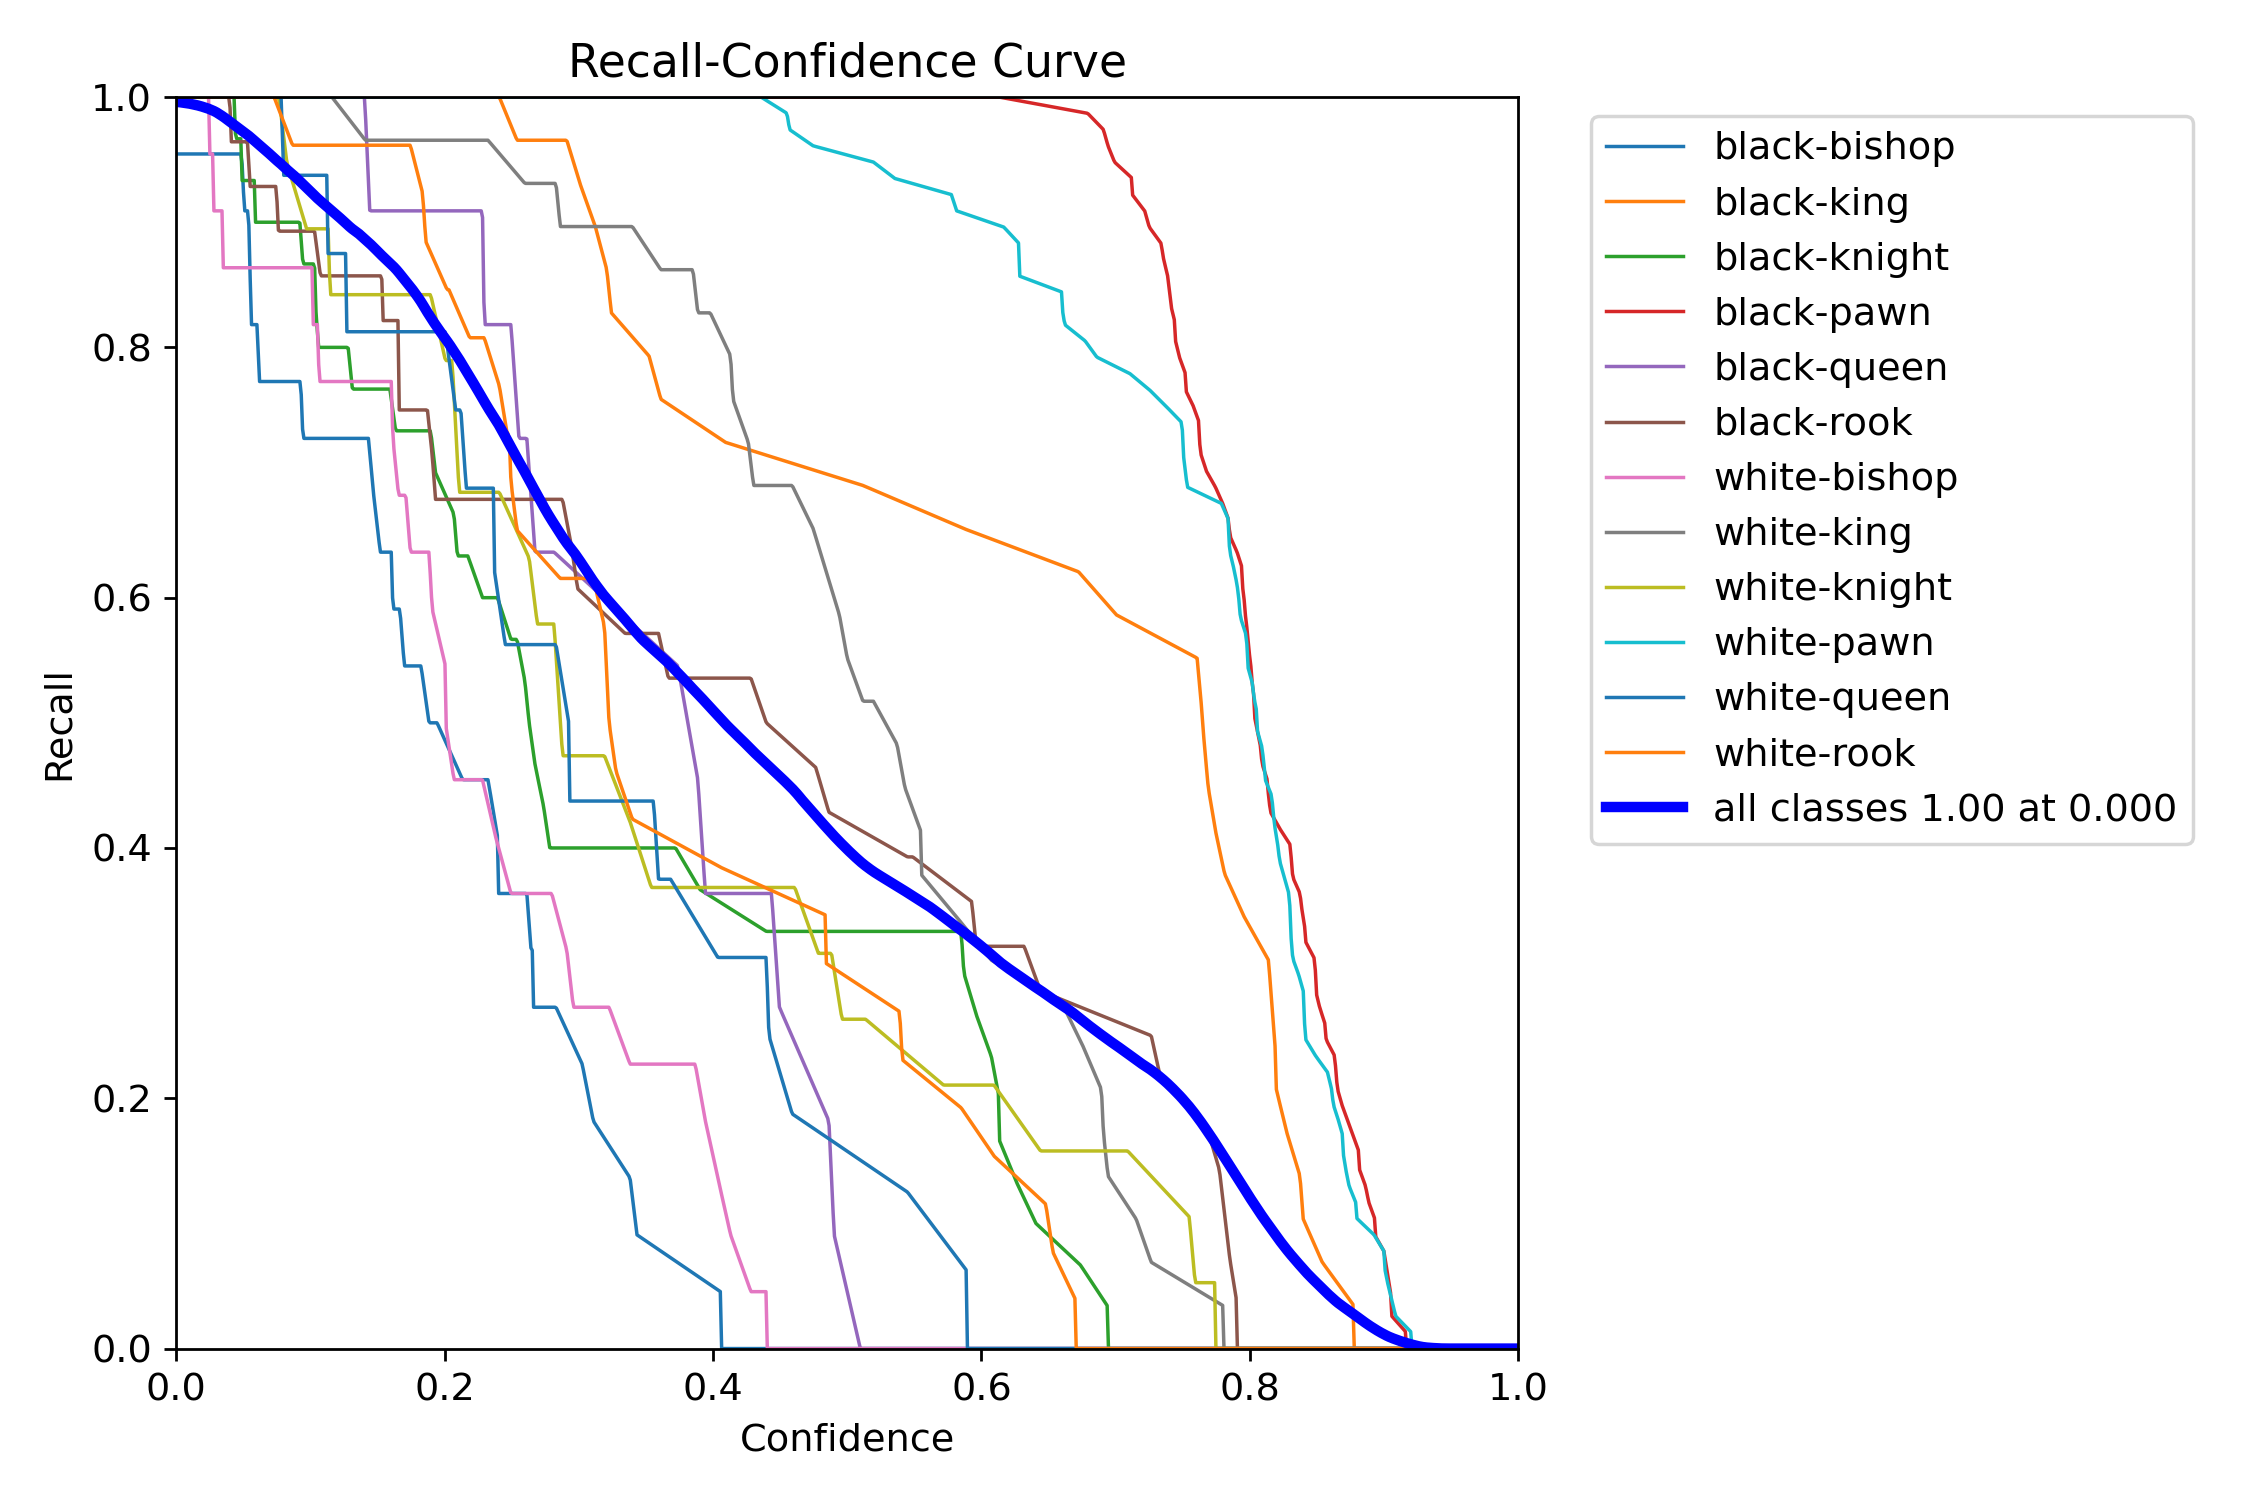 Recall-Confidence Curve
1.0
0.8
0.6
0.4
0.2
0.0
Recall
0.0 0.2 0.4 0.6 0.8 1.0
Confidence
black-bishop
black-king
black-knight
black-pawn
black-queen
black-rook
white-bishop
white-king
white-knight
white-pawn
white-queen
white-rook
all classes 1.00 at 0.000